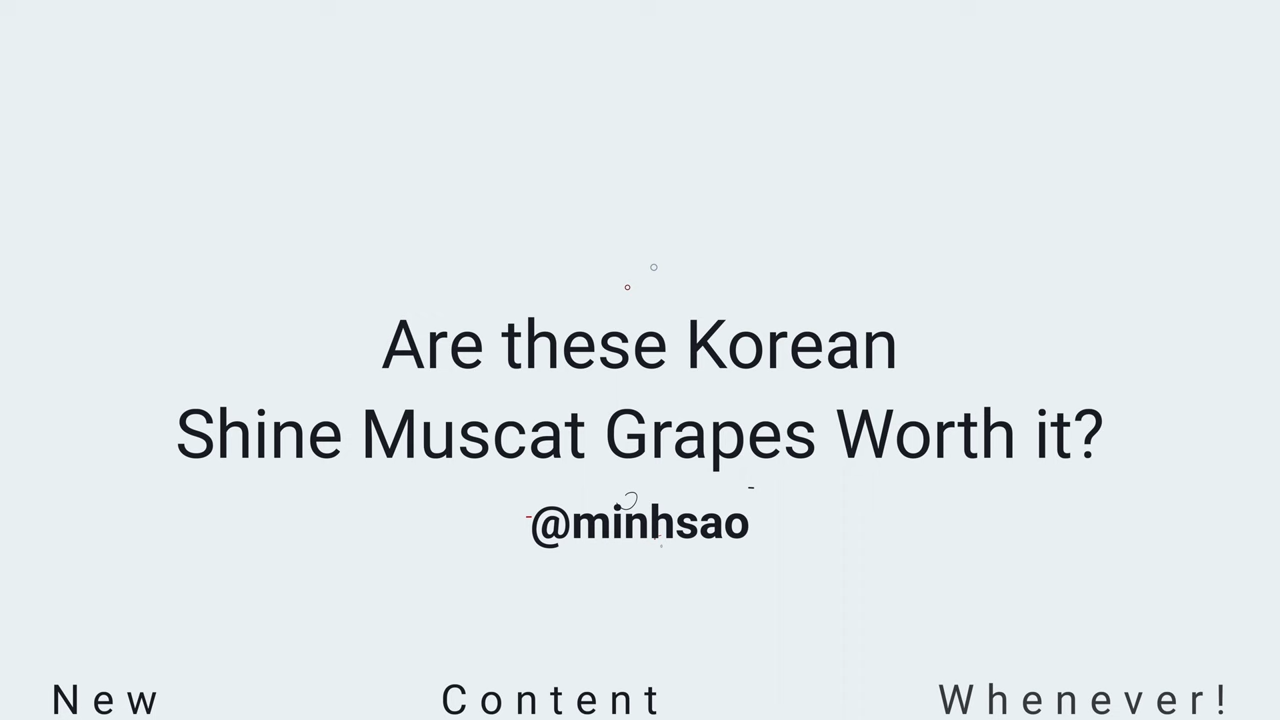 Are these Korean
Shine Muscat Grapes Worth it?
@minhsao
New Content Whenever!